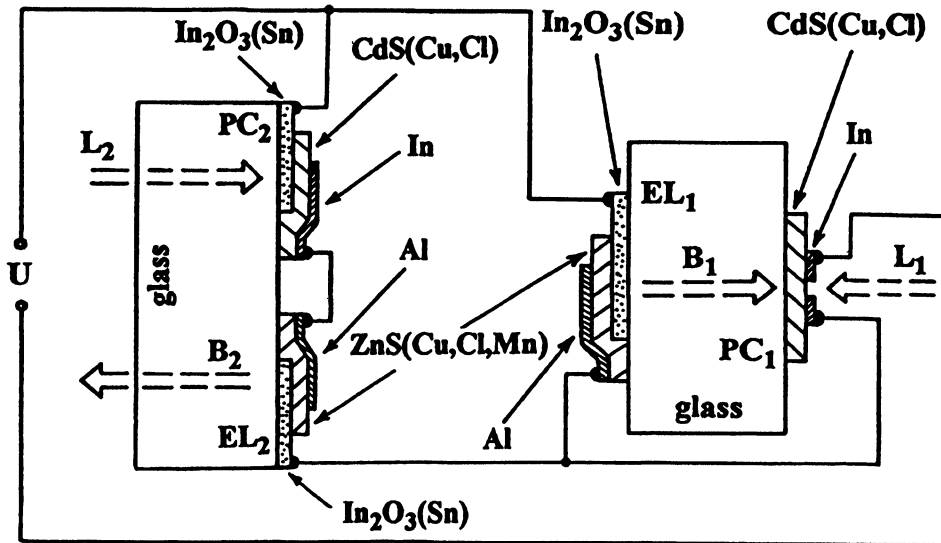 In₂O₃(Sn)
CdS(Cu,Cl)
In₂O₃(Sn)
CdS(Cu,Cl)
PC₂
In
In
L₂
EL₁
Al
U
glass
B₁
L₁
ZnS(Cu,Cl,Mn)
B₂
PC₁
glass
EL₂
Al
In₂O₃(Sn)